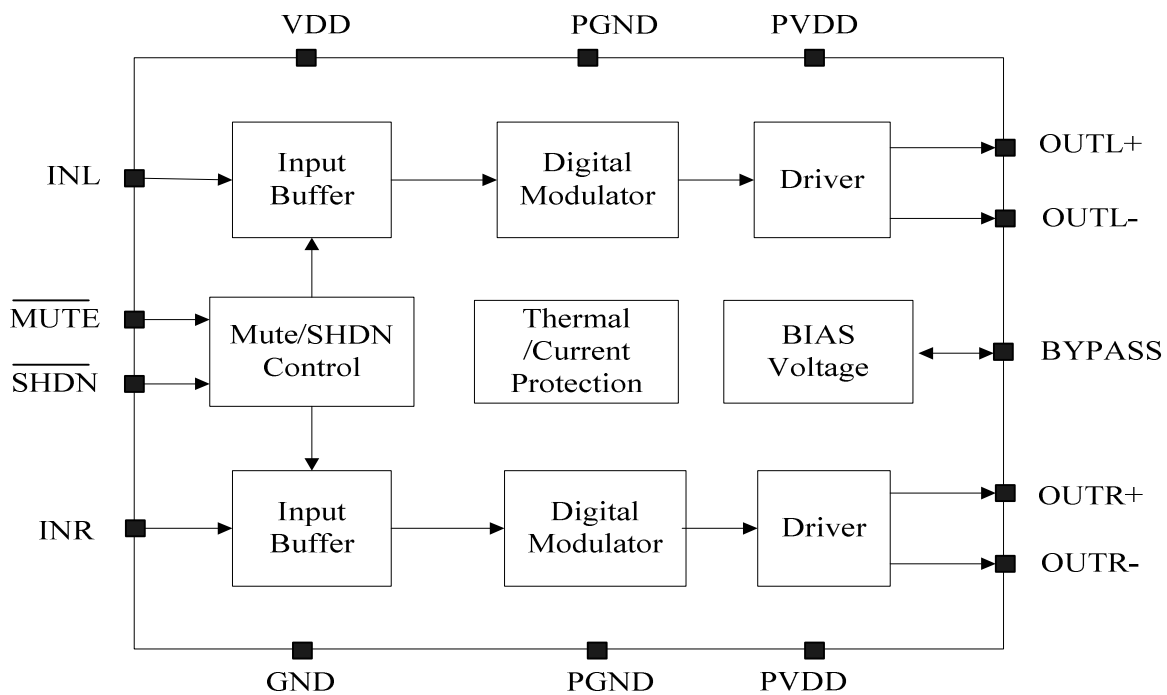 VDD
PGND
PVDD
INL
Input
Buffer
Digital
Modulator
Driver
OUTL+
OUTL-
MUTE
SHDN
Mute/SHDN
Control
Thermal
/Current
Protection
BIAS
Voltage
BYPASS
INR
Input
Buffer
Digital
Modulator
Driver
OUTR+
OUTR-
GND
PGND
PVDD